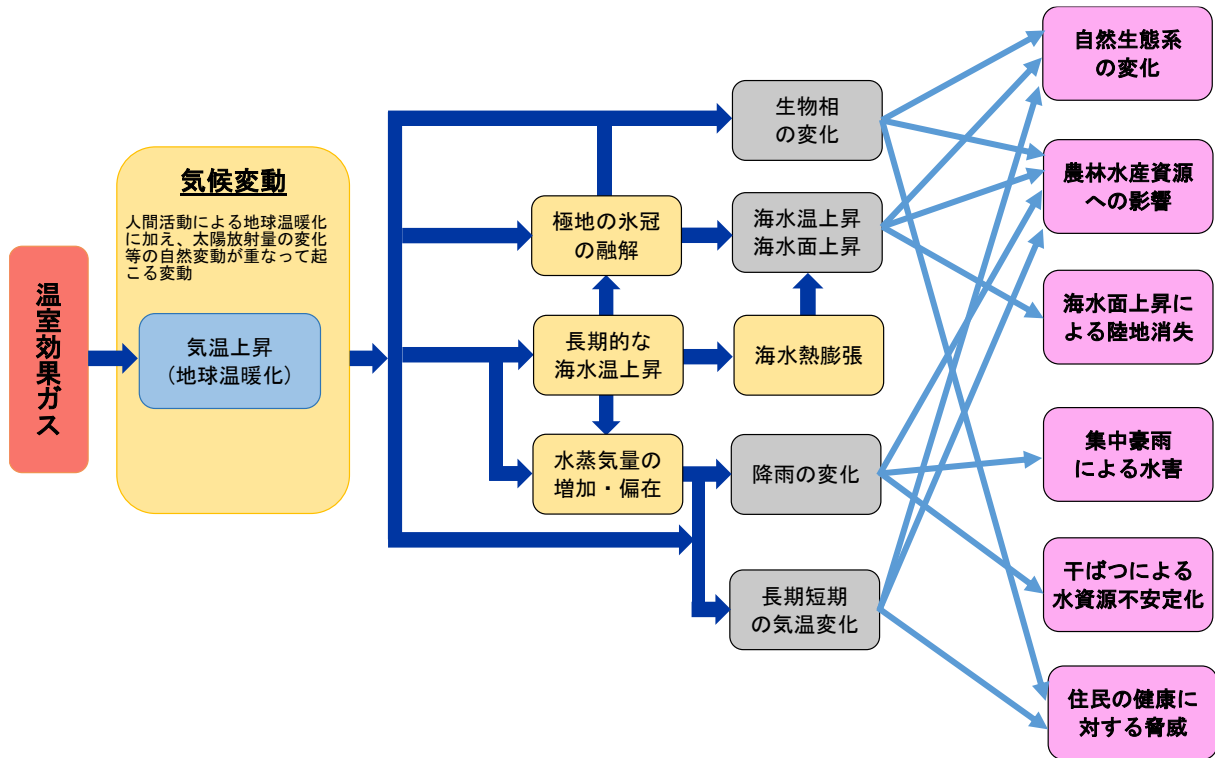 温室効果ガス
気候変動
人間活動による地球温暖化
に加え、太陽放射量の変化
等の自然変動が重なって起
こる変動
気温上昇
（地球温暖化）
極地の氷冠
の融解
長期的な
海水温上昇
水蒸気量の
増加・偏在
生物相
の変化
海水温上昇
海水面上昇
海水熱膨張
降雨の変化
長期短期
の気温変化
自然生態系
の変化
農林水産資源
への影響
海水面上昇に
よる陸地消失
集中豪雨
による水害
干ばつによる
水資源不安定化
住民の健康に
対する脅威